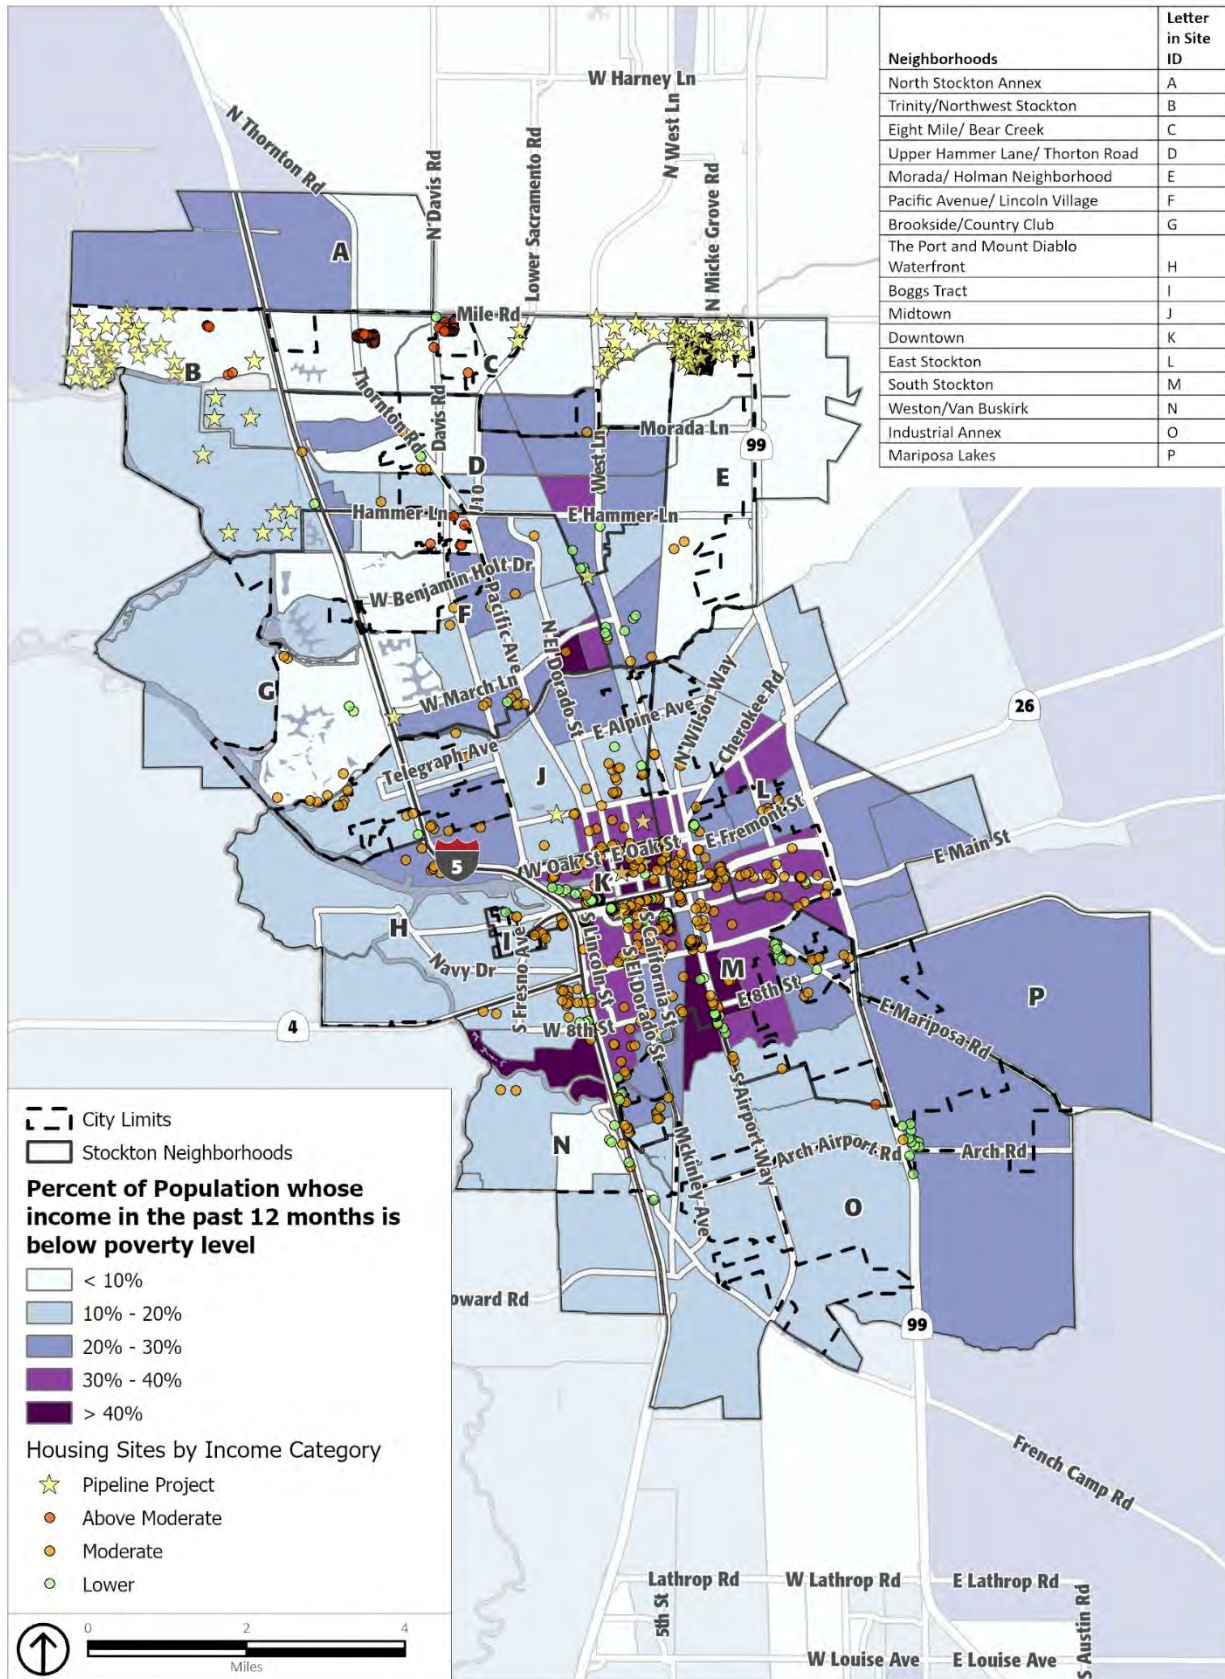 Neighborhoods Letter in Site ID
North Stockton Annex A
Trinity/Northwest Stockton B
Eight Mile/ Bear Creek C
Upper Hammer Lane/ Thorton Road D
Morada/ Holman Neighborhood E
Pacific Avenue/ Lincoln Village F
Brookside/Country Club G
The Port and Mount Diablo
Waterfront H
Boggs Tract I
Midtown J
Downtown K
East Stockton L
South Stockton M
Weston/Van Buskirk N
Industrial Annex O
Mariposa Lakes P
W Harney Ln
N Thornton Rd
N Davis Rd
Lower Sacramento Rd
N West Ln
N Micke Grove Rd
A
Mile Rd
B
C
Thornton Rd
Davis Rd
West Ln
Morada Ln
99
D
E
J10
Hammer Ln
E Hammer Ln
W Benjamin Holt Dr
F
Pacific Ave
N El Dorado St
G
W March Ln
N Wilson Way
Cherokee Rd
26
E Alpine Ave
Telegraph Ave
J
L
E Fremont St
E Main St
5
W Oak St
E Oak St
K
H
I
Navy Dr
S Fresno Ave
S Lincoln St
S El Dorado St
S California St
M
E 8th St
P
4
W 8th St
E Mariposa Rd
S Airport Way
N
Mckinley Ave
Arch Airport Rd
Arch Rd
O
oward Rd
99
French Camp Rd
Lathrop Rd
W Lathrop Rd
E Lathrop Rd
5th St
S Austin Rd
W Louise Ave
E Louise Ave
City Limits
Stockton Neighborhoods
Percent of Population whose
income in the past 12 months is
below poverty level
< 10%
10% - 20%
20% - 30%
30% - 40%
> 40%
Housing Sites by Income Category
Pipeline Project
Above Moderate
Moderate
Lower
0 2 4
Miles